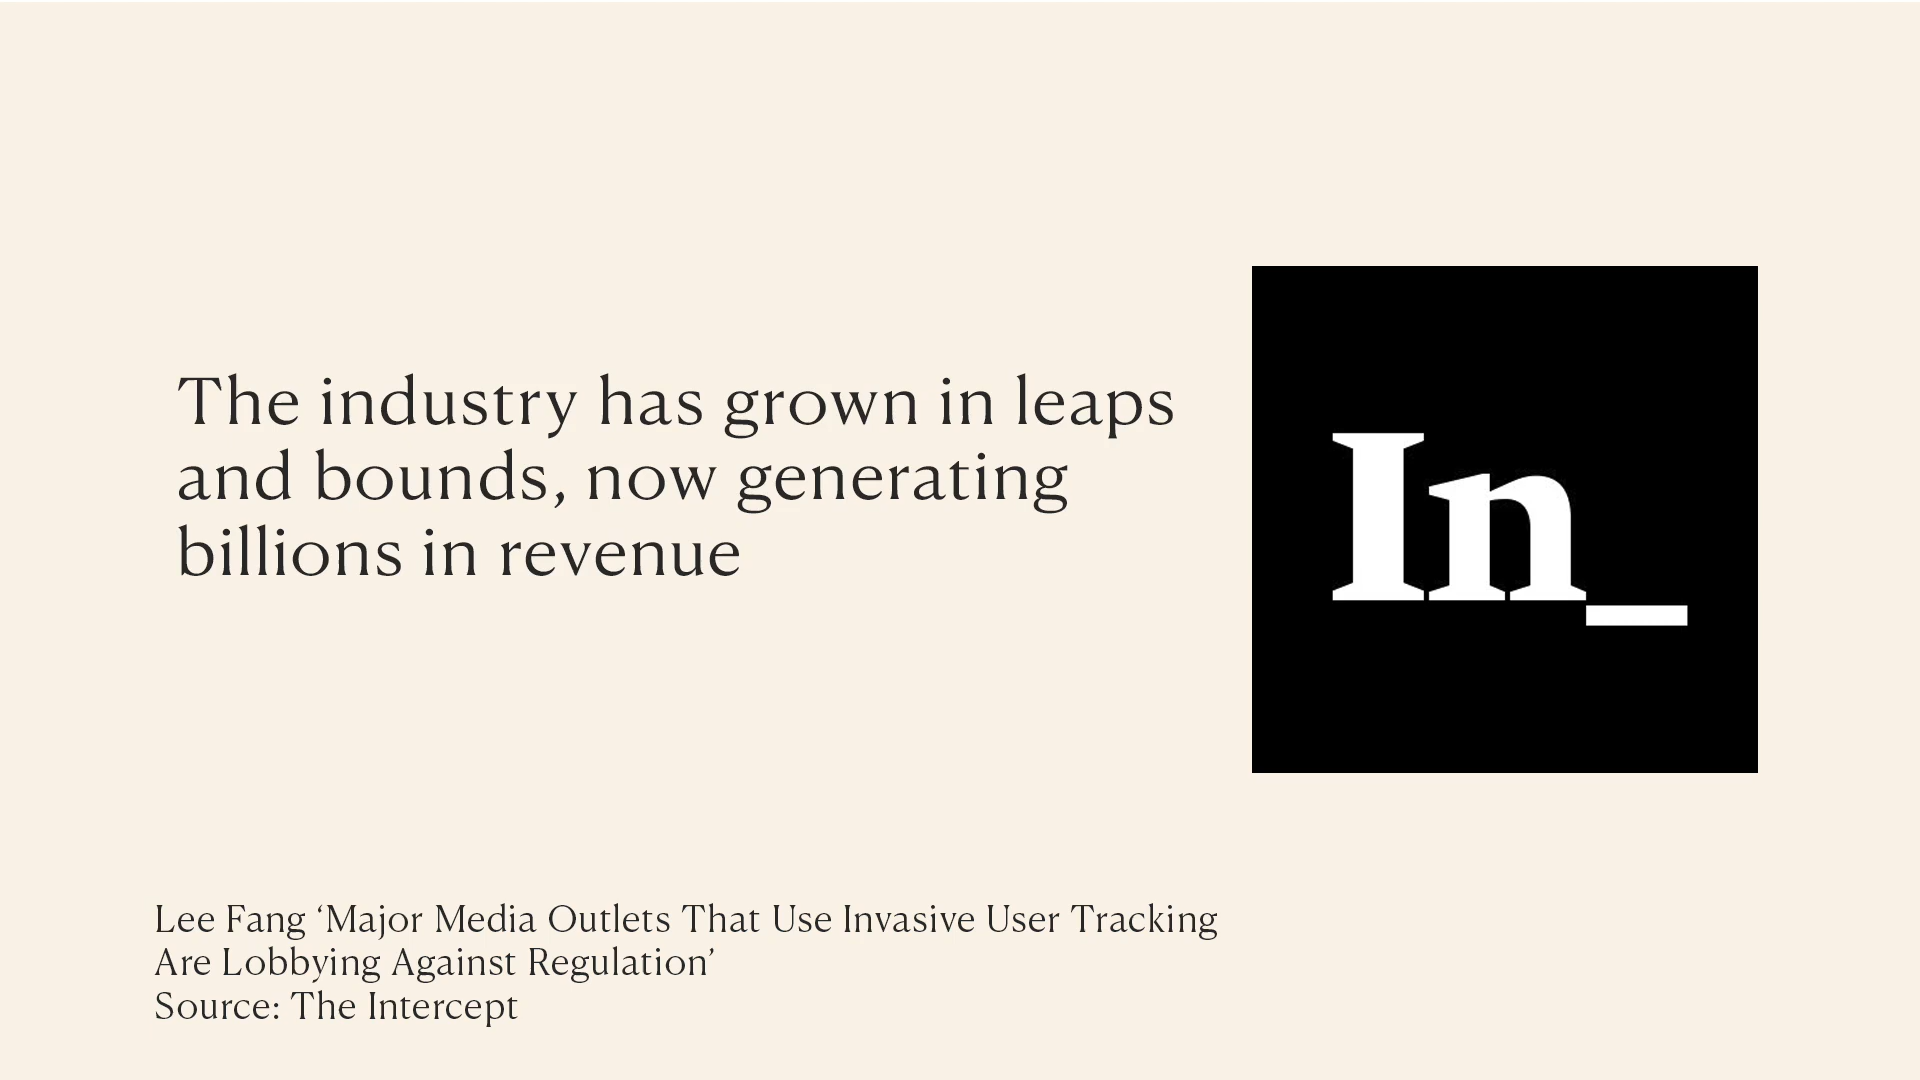 The industry has grown in leaps
and bounds, now generating
billions in revenue
In_
Lee Fang ‘Major Media Outlets That Use Invasive User Tracking
Are Lobbying Against Regulation’
Source: The Intercept